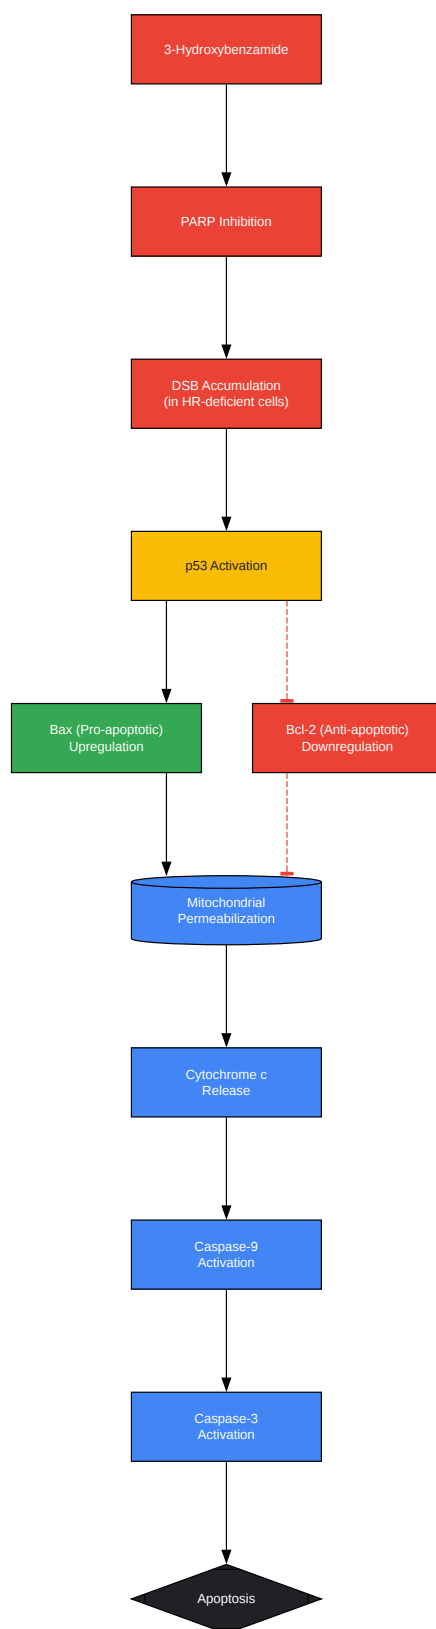 3-Hydroxybenzamide
PARP Inhibition
DSB Accumulation
(in HR-deficient cells)
p53 Activation
Bax (Pro-apoptotic)
Upregulation
Bcl-2 (Anti-apoptotic)
Downregulation
Mitochondrial
Permeabilization
Cytochrome c
Release
Caspase-9
Activation
Caspase-3
Activation
Apoptosis